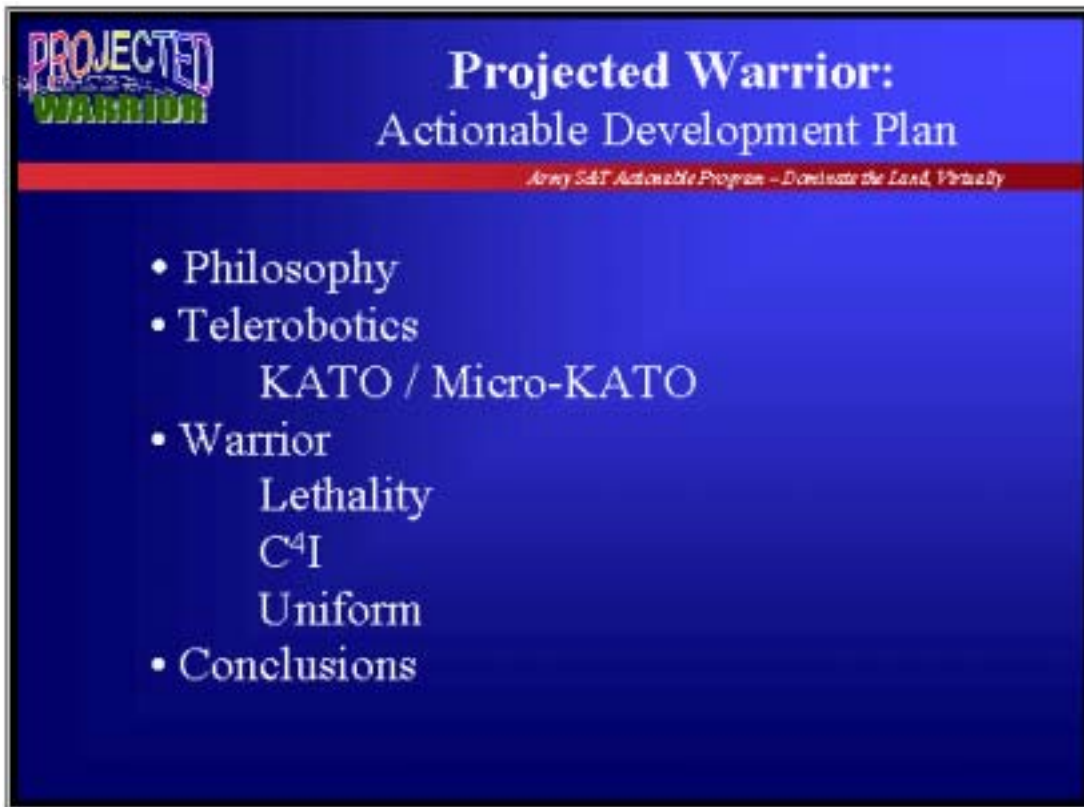 PROJECTED
WARRIOR
Projected Warrior:
Actionable Development Plan
Army S&T Actionable Program – Dominate the Land, Virtually
• Philosophy
• Telerobotics
KATO / Micro-KATO
• Warrior
Lethality
C⁴I
Uniform
• Conclusions